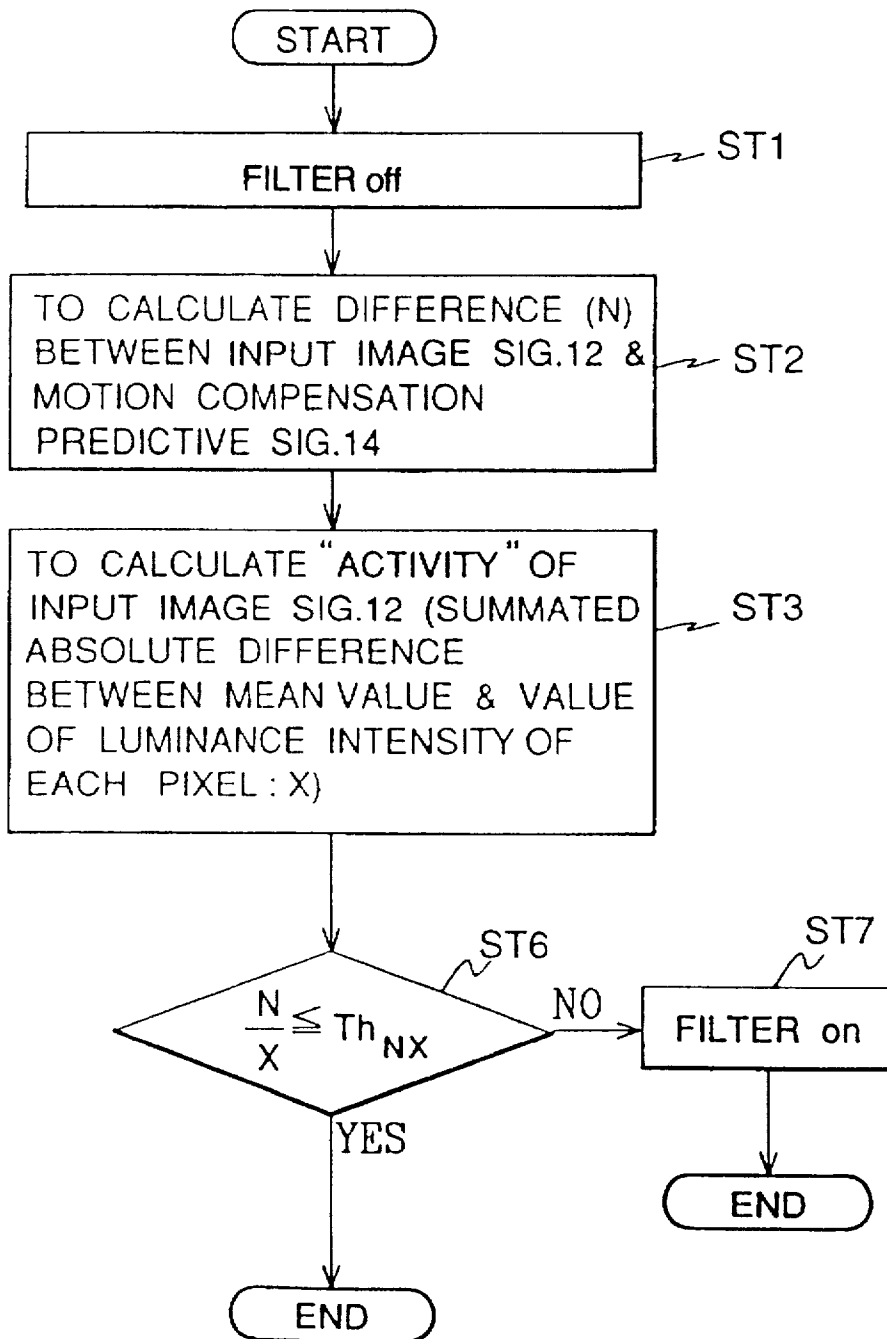 START
FILTER off
ST1
TO CALCULATE DIFFERENCE (N)
BETWEEN INPUT IMAGE SIG.12 &
MOTION COMPENSATION
PREDICTIVE SIG.14
ST2
TO CALCULATE "ACTIVITY" OF
INPUT IMAGE SIG.12 (SUMMATED
ABSOLUTE DIFFERENCE
BETWEEN MEAN VALUE & VALUE
OF LUMINANCE INTENSITY OF
EACH PIXEL : X)
ST3
N/X ≦ Th_NX
ST6
NO
ST7
FILTER on
END
YES
END